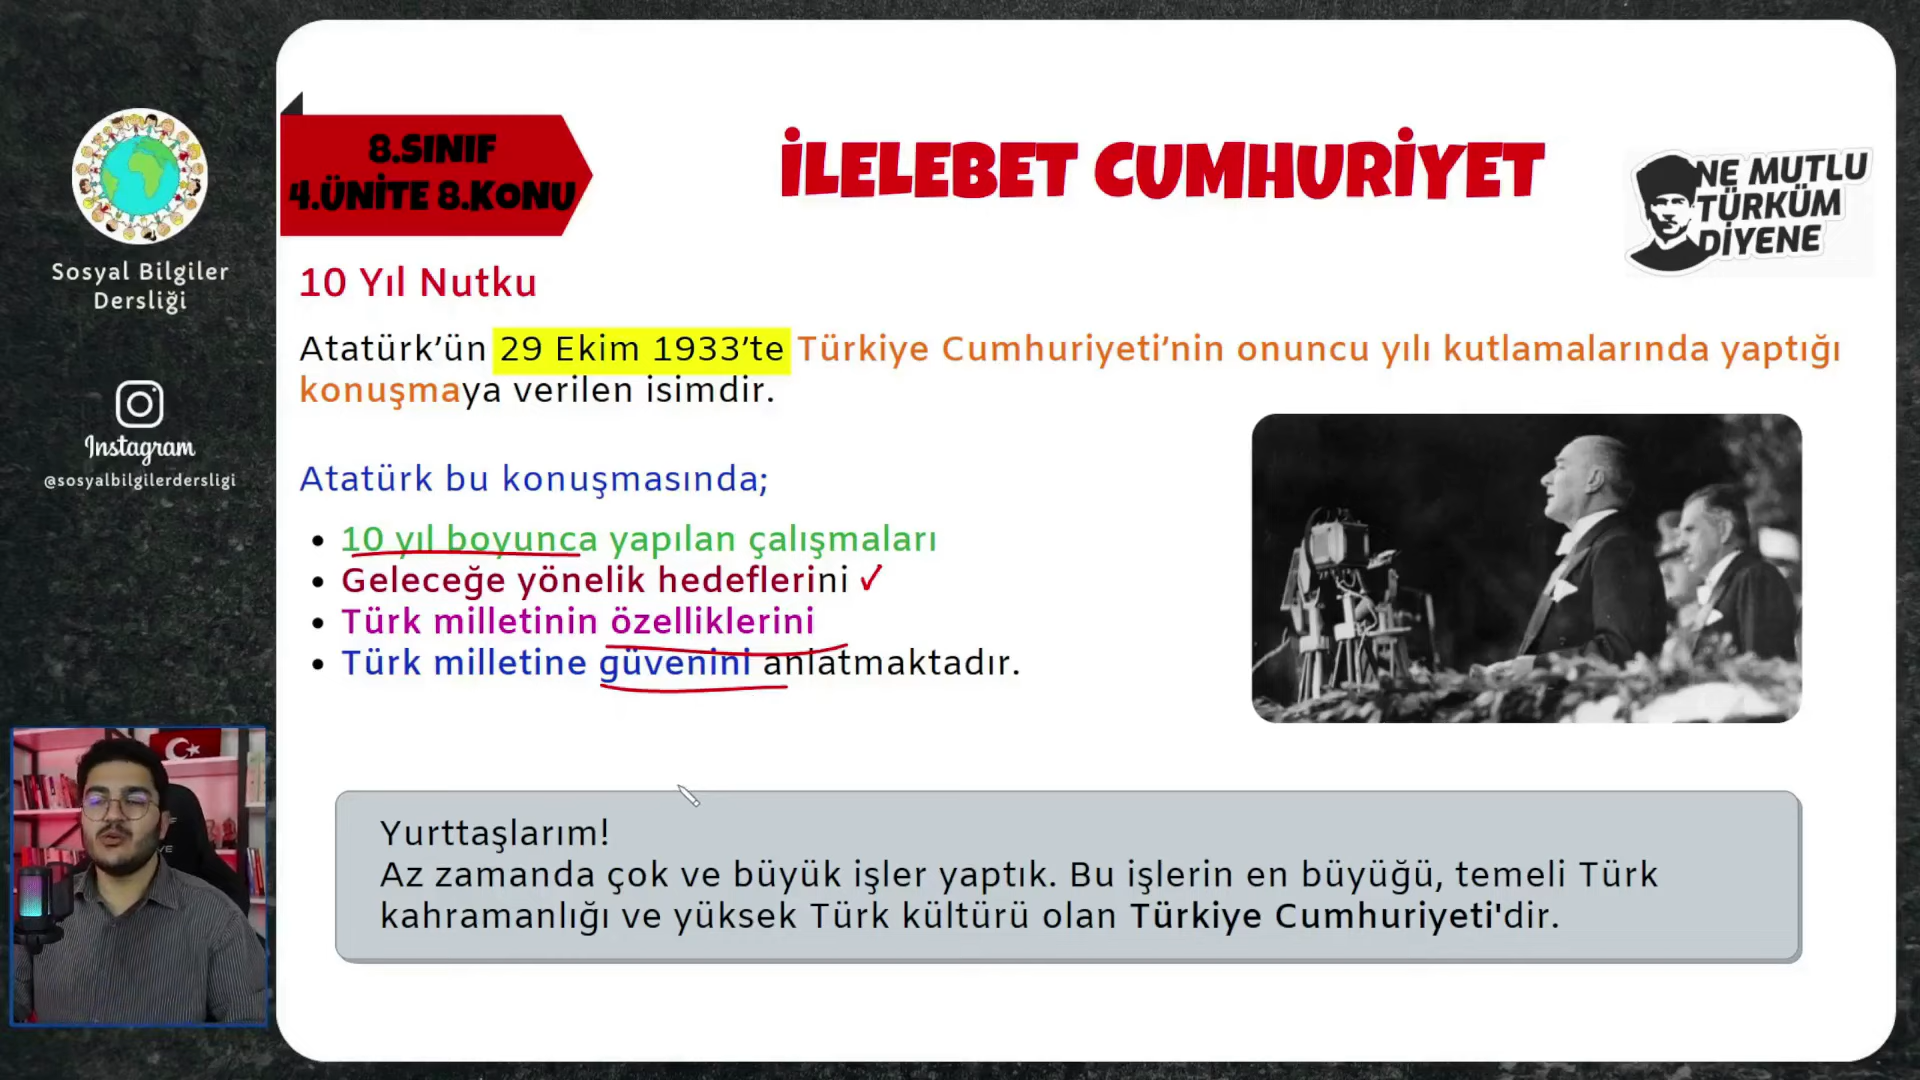 8.SINIF
4.ÜNİTE 8.KONU
İLELEBET CUMHURİYET
NE MUTLU
TÜRKÜM
DİYENE
Sosyal Bilgiler
Dersliği
Instagram
@sosyalbilgilerdersligi
10 Yıl Nutku
Atatürk’ün 29 Ekim 1933’te Türkiye Cumhuriyeti’nin onuncu yılı kutlamalarında yaptığı
konuşmaya verilen isimdir.
Atatürk bu konuşmasında;
• 10 yıl boyunca yapılan çalışmaları
• Geleceğe yönelik hedeflerini ✓
• Türk milletinin özelliklerini
• Türk milletine güvenini anlatmaktadır.
Yurttaşlarım!
Az zamanda çok ve büyük işler yaptık. Bu işlerin en büyüğü, temeli Türk
kahramanlığı ve yüksek Türk kültürü olan Türkiye Cumhuriyeti'dir.